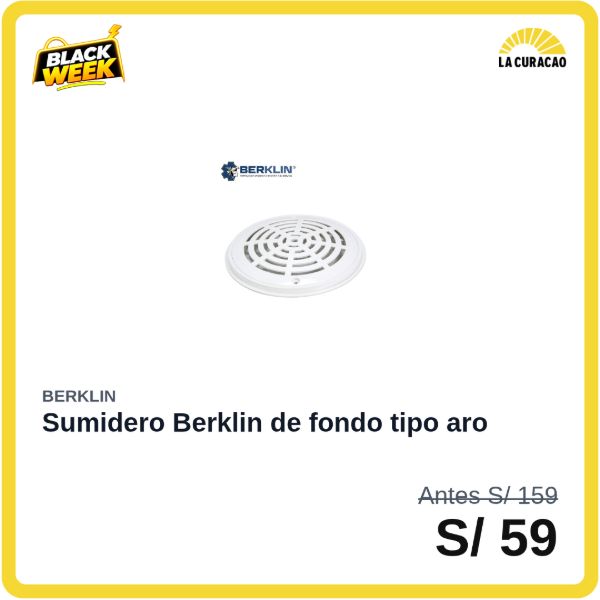 BLACK
WEEK
LA CURACAO
BERKLIN®
BERKLIN
Sumidero Berklin de fondo tipo aro
Antes S/ 159
S/ 59